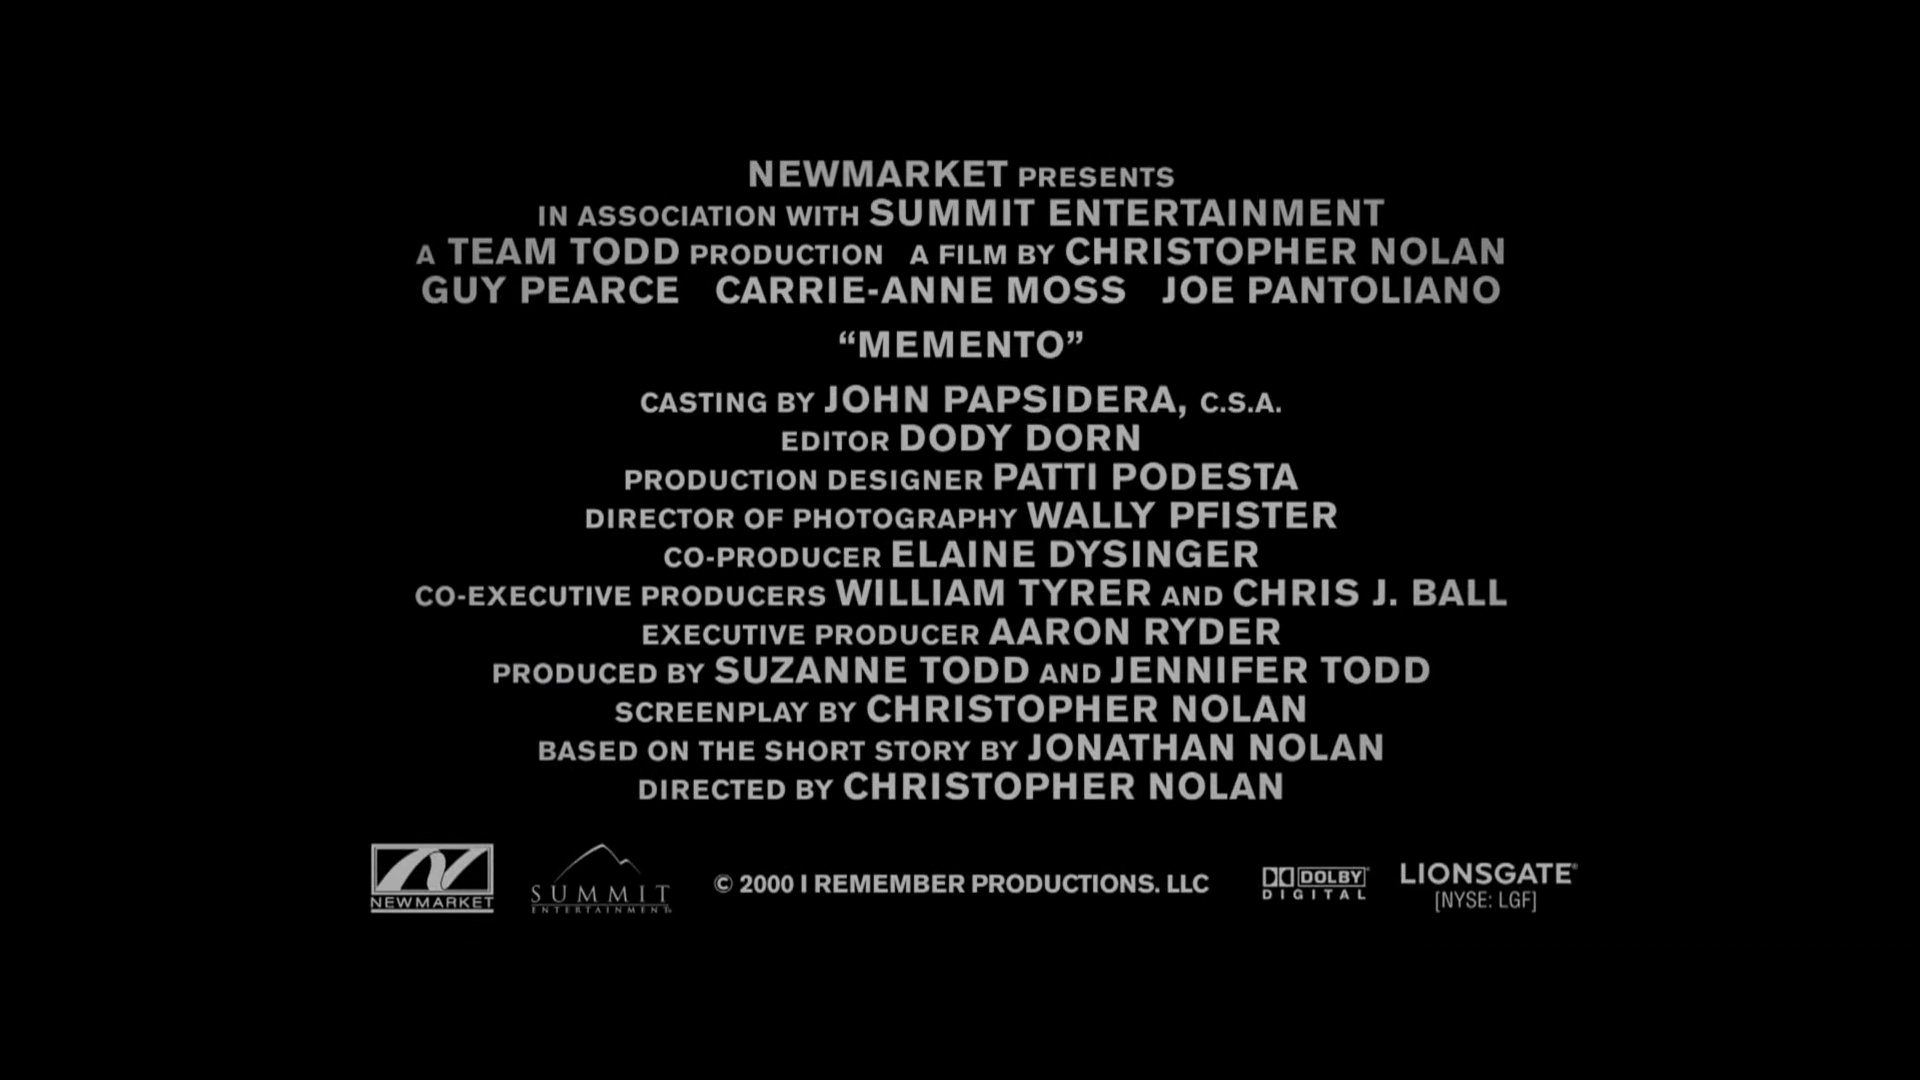 NEWMARKET PRESENTS
IN ASSOCIATION WITH SUMMIT ENTERTAINMENT
A TEAM TODD PRODUCTION A FILM BY CHRISTOPHER NOLAN
GUY PEARCE CARRIE-ANNE MOSS JOE PANTOLIANO
“MEMENTO”
CASTING BY JOHN PAPSIDERA, C.S.A.
EDITOR DODY DORN
PRODUCTION DESIGNER PATTI PODESTA
DIRECTOR OF PHOTOGRAPHY WALLY PFISTER
CO-PRODUCER ELAINE DYSINGER
CO-EXECUTIVE PRODUCERS WILLIAM TYRER AND CHRIS J. BALL
EXECUTIVE PRODUCER AARON RYDER
PRODUCED BY SUZANNE TODD AND JENNIFER TODD
SCREENPLAY BY CHRISTOPHER NOLAN
BASED ON THE SHORT STORY BY JONATHAN NOLAN
DIRECTED BY CHRISTOPHER NOLAN
NEWMARKET
SUMMIT
ENTERTAINMENT
© 2000 I REMEMBER PRODUCTIONS. LLC
DOLBY
DIGITAL
LIONSGATE®
[NYSE: LGF]